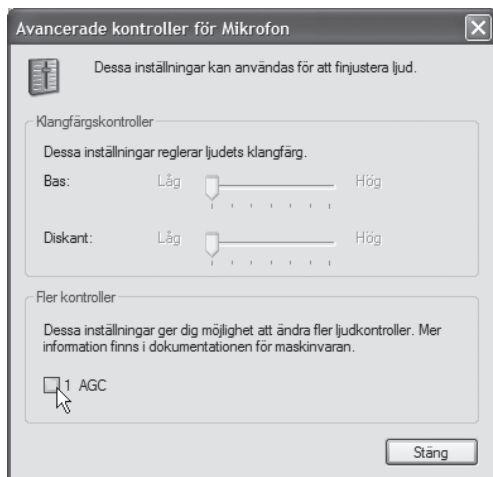 Avancerade kontroller för Mikrofon
Dessa inställningar kan användas för att finjustera ljud.
Klangfärgskontroller
Dessa inställningar reglerar ljudets klangfärg.
Bas: Låg Hög
Diskant: Låg Hög
Fler kontroller
Dessa inställningar ger dig möjlighet att ändra fler ljudkontroller. Mer
information finns i dokumentationen för maskinvaran.
1 AGC
Stäng